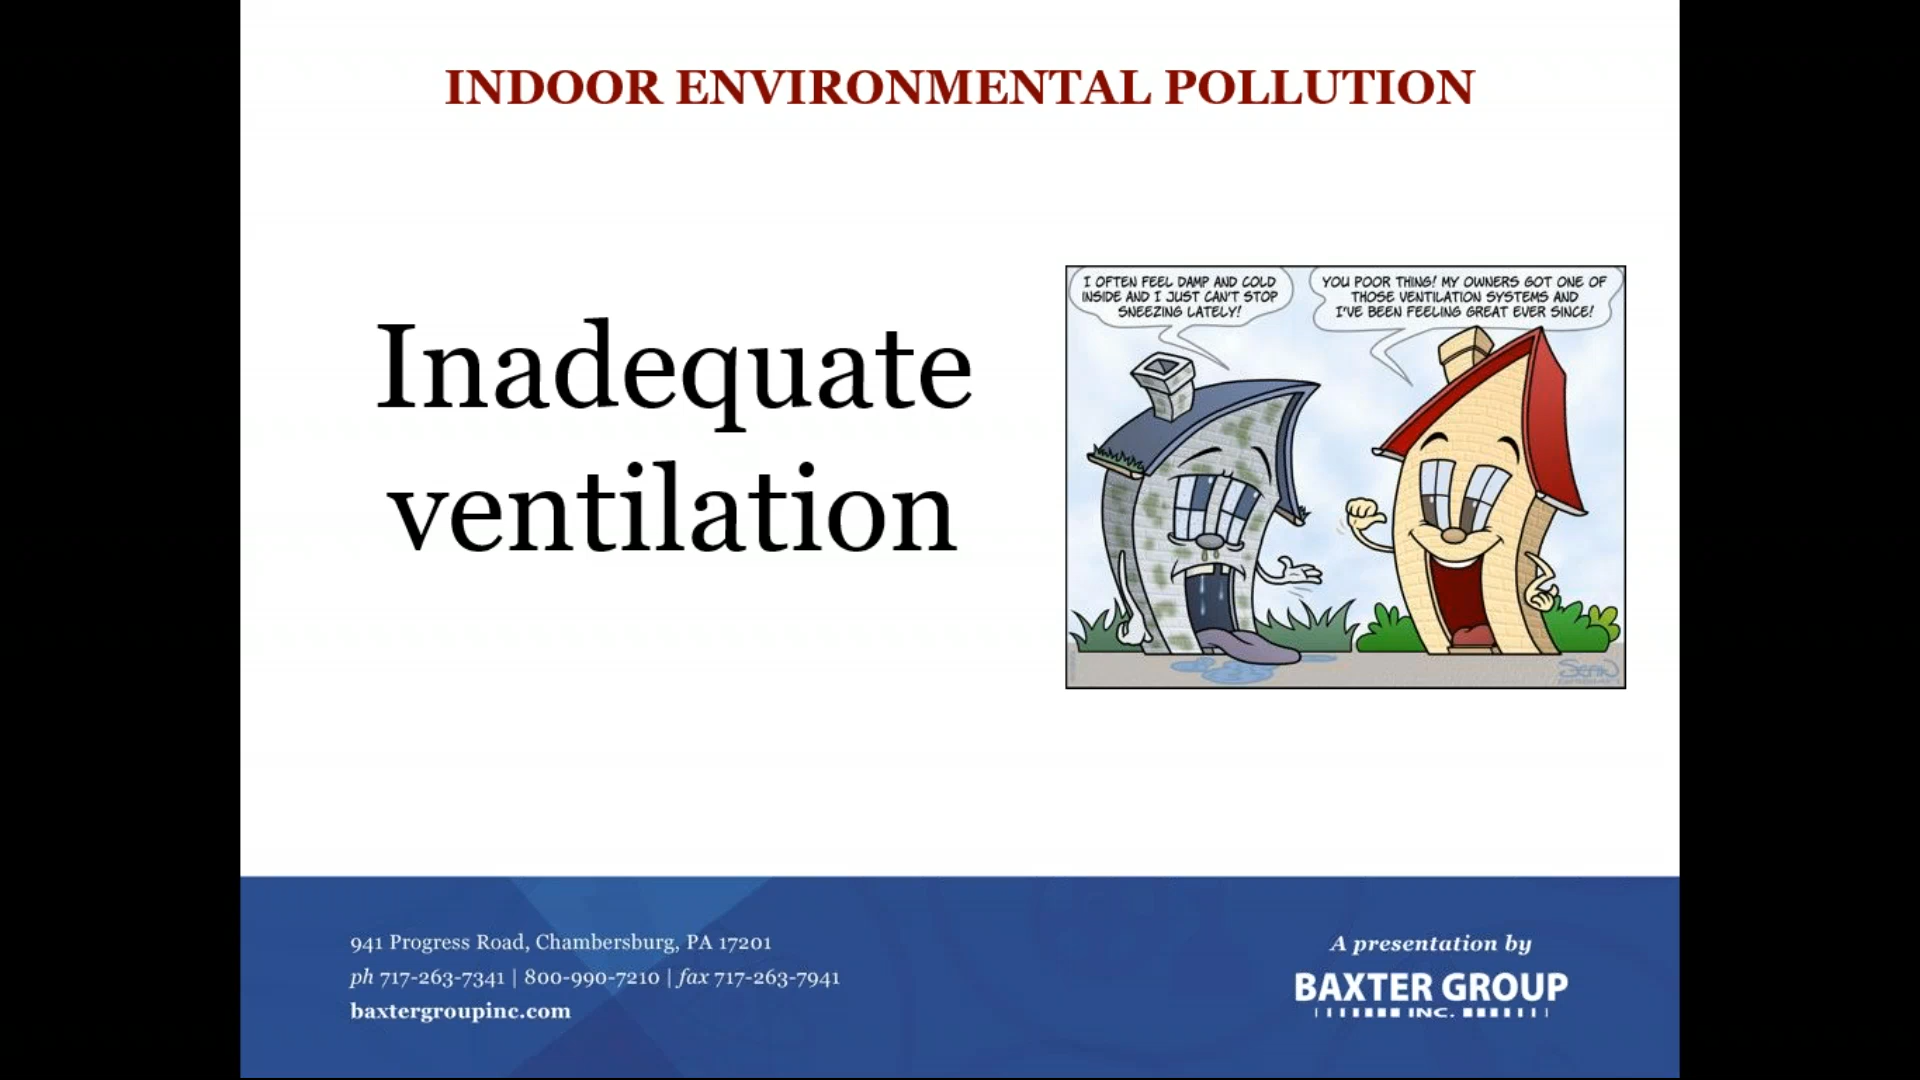 INDOOR ENVIRONMENTAL POLLUTION
Inadequate
ventilation
I OFTEN FEEL DAMP AND COLD
INSIDE AND I JUST CAN'T STOP
SNEEZING LATELY!
YOU POOR THING! MY OWNERS GOT ONE OF
THOSE VENTILATION SYSTEMS AND
I'VE BEEN FEELING GREAT EVER SINCE!
941 Progress Road, Chambersburg, PA 17201
ph 717-263-7341 | 800-990-7210 | fax 717-263-7941
baxtergroupinc.com
A presentation by
BAXTER GROUP
INC.